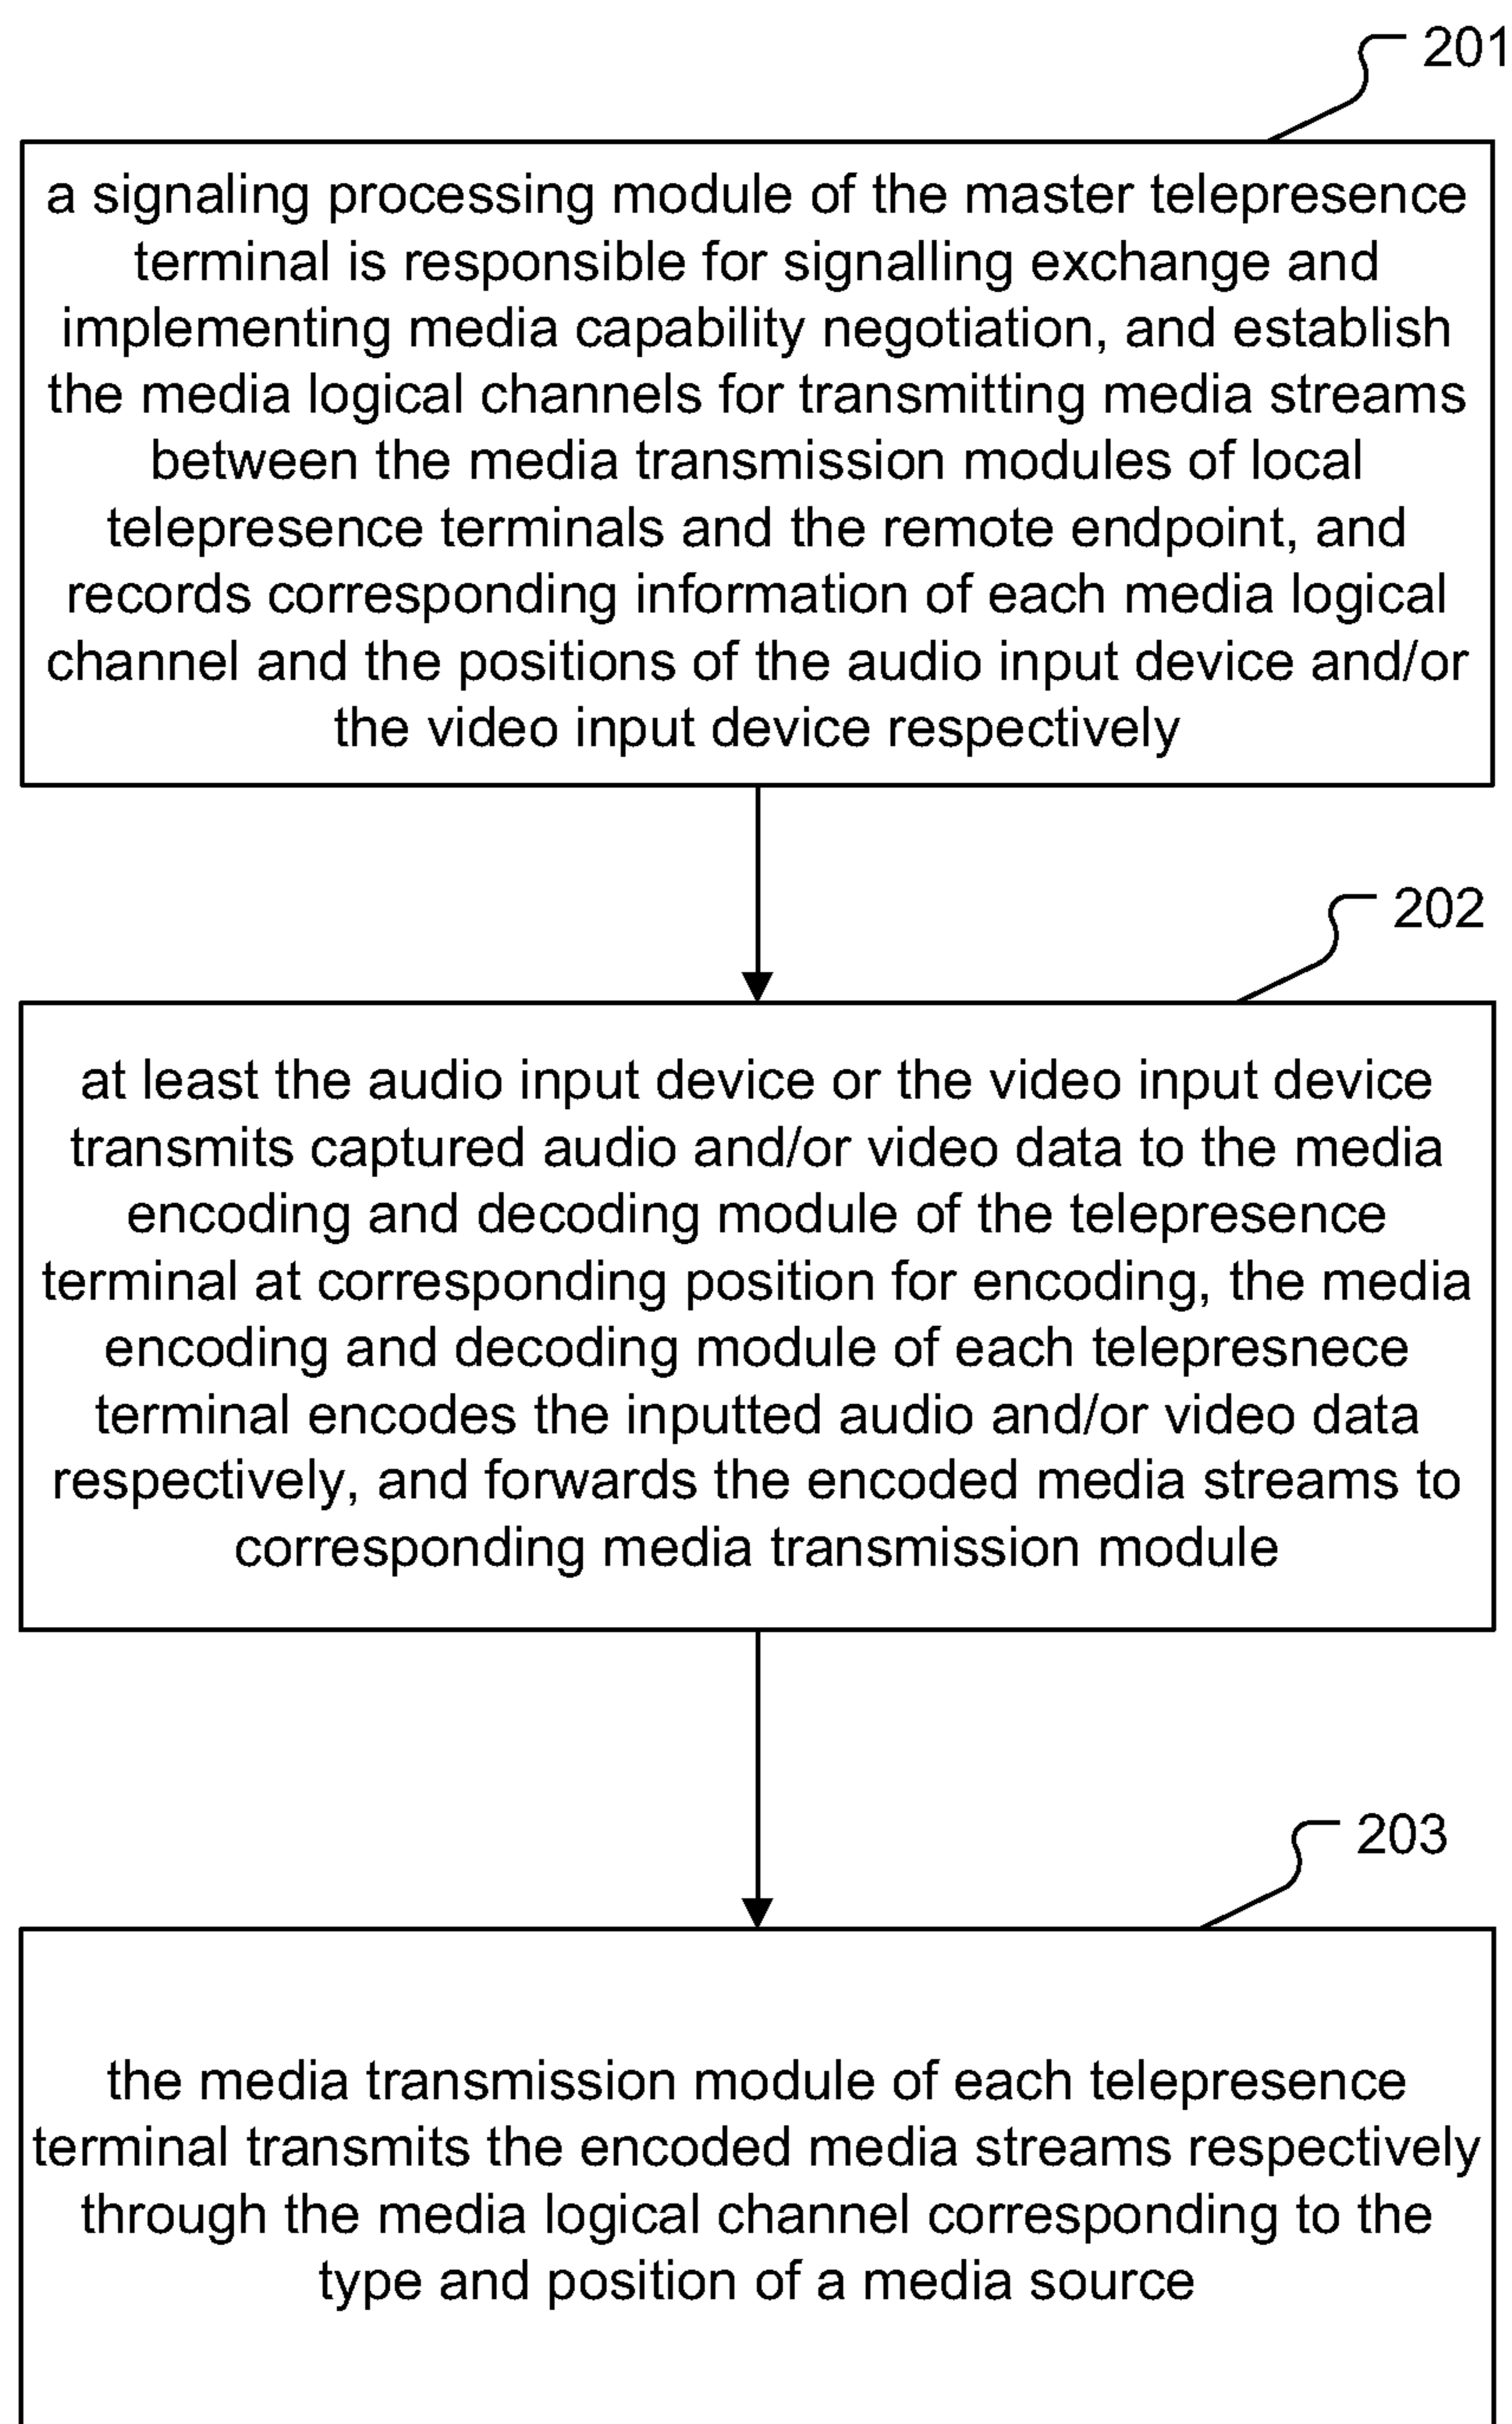 201
a signaling processing module of the master telepresence
terminal is responsible for signalling exchange and
implementing media capability negotiation, and establish
the media logical channels for transmitting media streams
between the media transmission modules of local
telepresence terminals and the remote endpoint, and
records corresponding information of each media logical
channel and the positions of the audio input device and/or
the video input device respectively
202
at least the audio input device or the video input device
transmits captured audio and/or video data to the media
encoding and decoding module of the telepresence
terminal at corresponding position for encoding, the media
encoding and decoding module of each telepresnece
terminal encodes the inputted audio and/or video data
respectively, and forwards the encoded media streams to
corresponding media transmission module
203
the media transmission module of each telepresence
terminal transmits the encoded media streams respectively
through the media logical channel corresponding to the
type and position of a media source